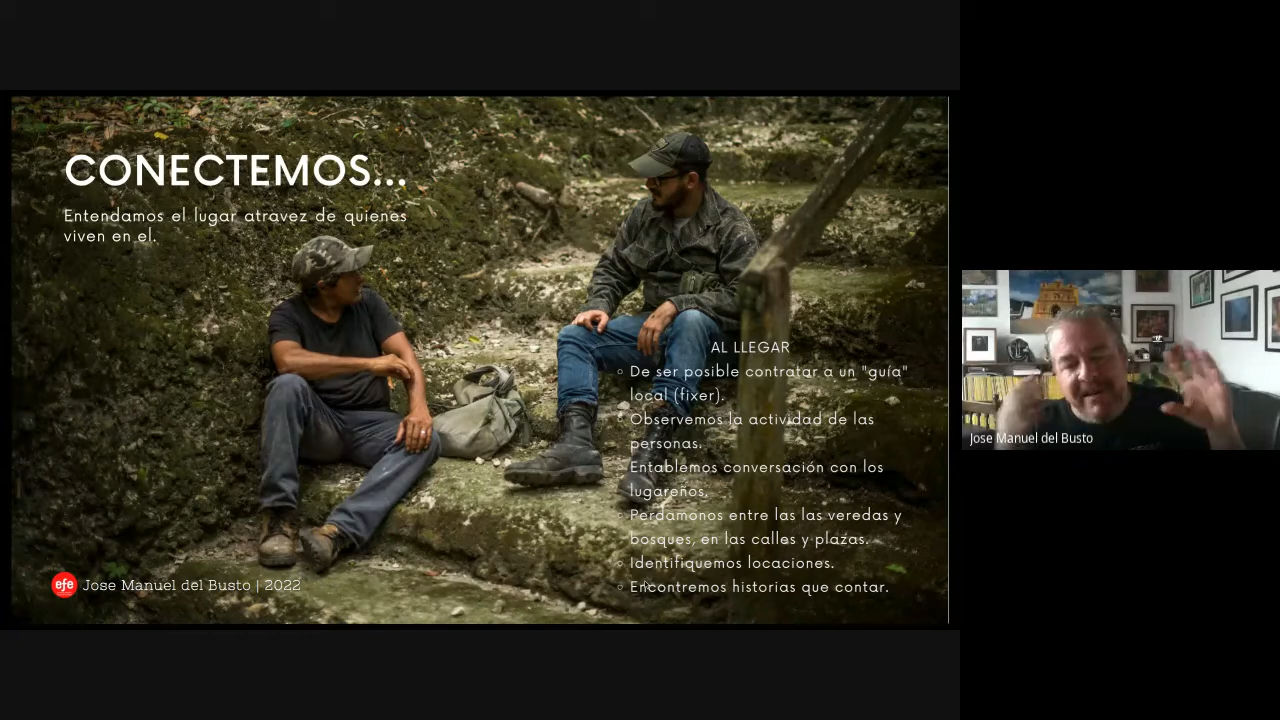 CONECTEMOS...
Entendamos el lugar atravez de quienes
viven en el.
AL LLEGAR
De ser posible contratar a un "guía"
local (fixer).
Observemos la actividad de las
personas.
Entablemos conversación con los
lugareños.
Perdamonos entre las las veredas y
bosques, en las calles y plazas.
Identifiquemos locaciones.
Encontremos historias que contar.
efe Jose Manuel del Busto | 2022
Jose Manuel del Busto